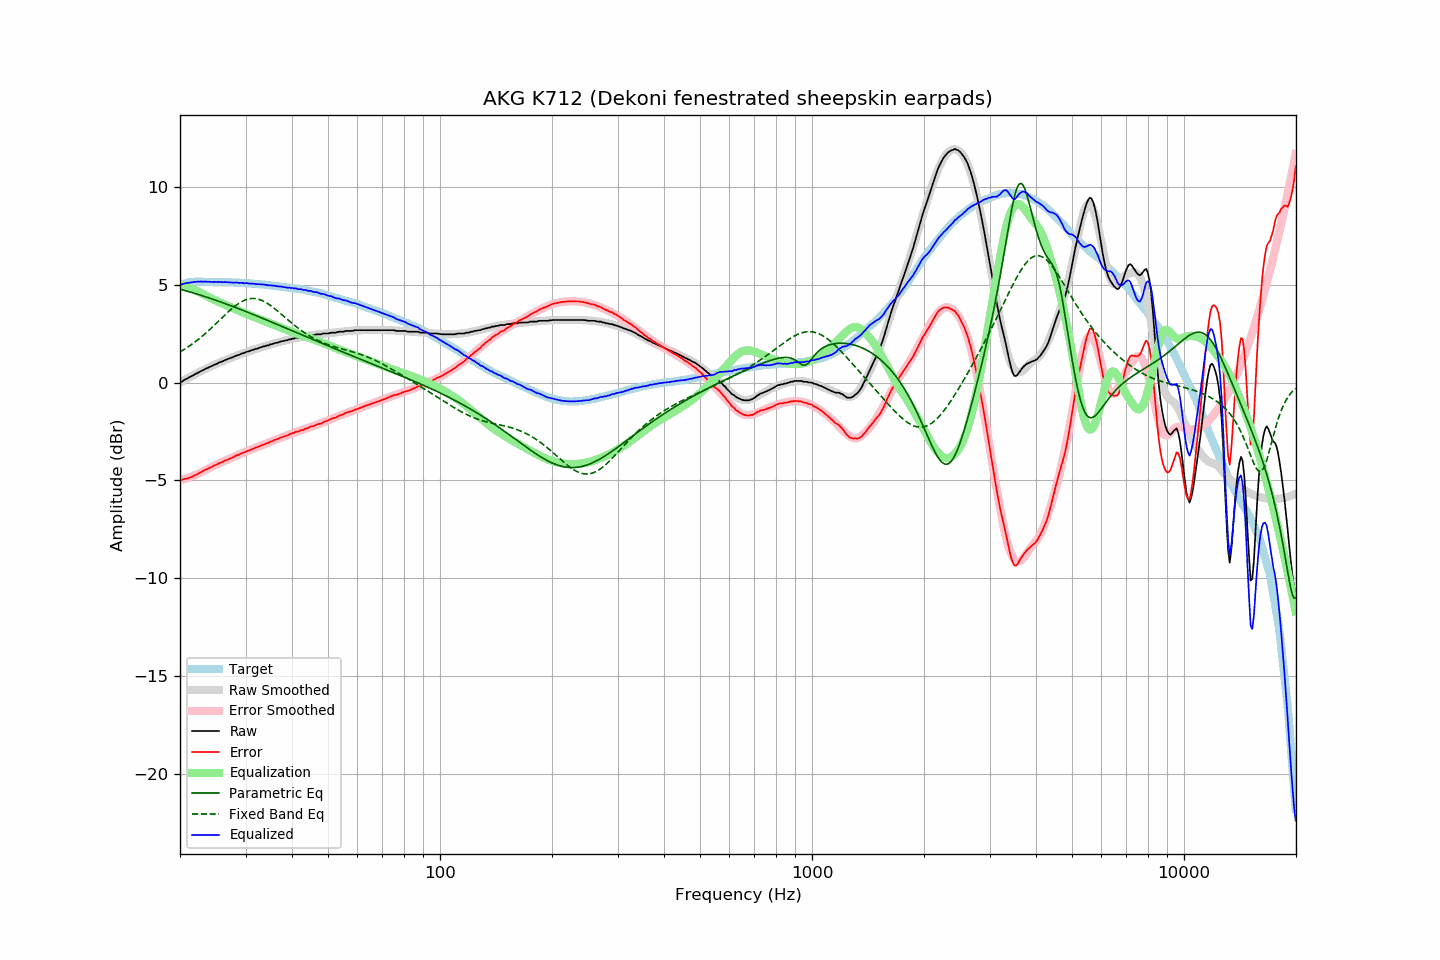 AKG K712 (Dekoni fenestrated sheepskin earpads)
Amplitude (dBr)
10
5
0
−5
−10
−15
−20
Target
Raw Smoothed
Error Smoothed
Raw
Error
Equalization
Parametric Eq
Fixed Band Eq
Equalized
100
1000
10000
Frequency (Hz)